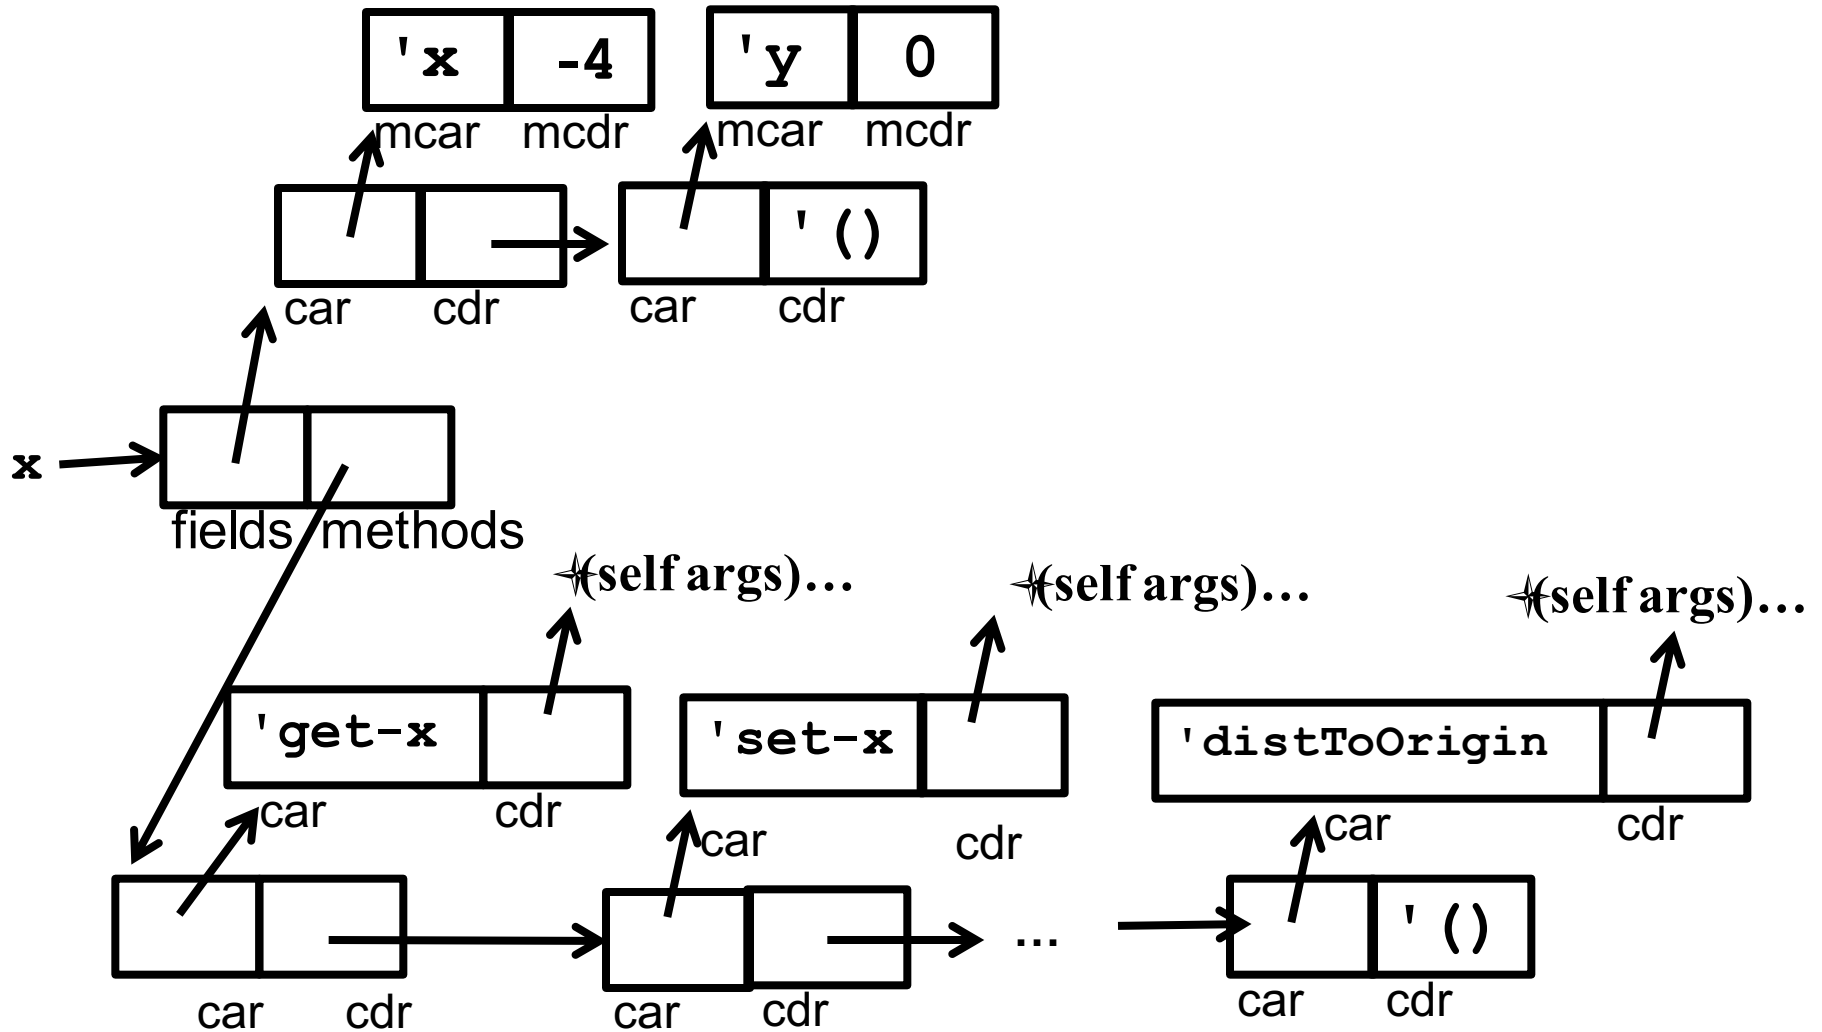 'x -4 'y 0
mcar mcdr mcar mcdr
'()
car cdr car cdr
x
fields methods
(self args)… (self args)… (self args)…
'get-x 'set-x 'distToOrigin
car cdr car cdr car cdr
… '()
car cdr car cdr car cdr